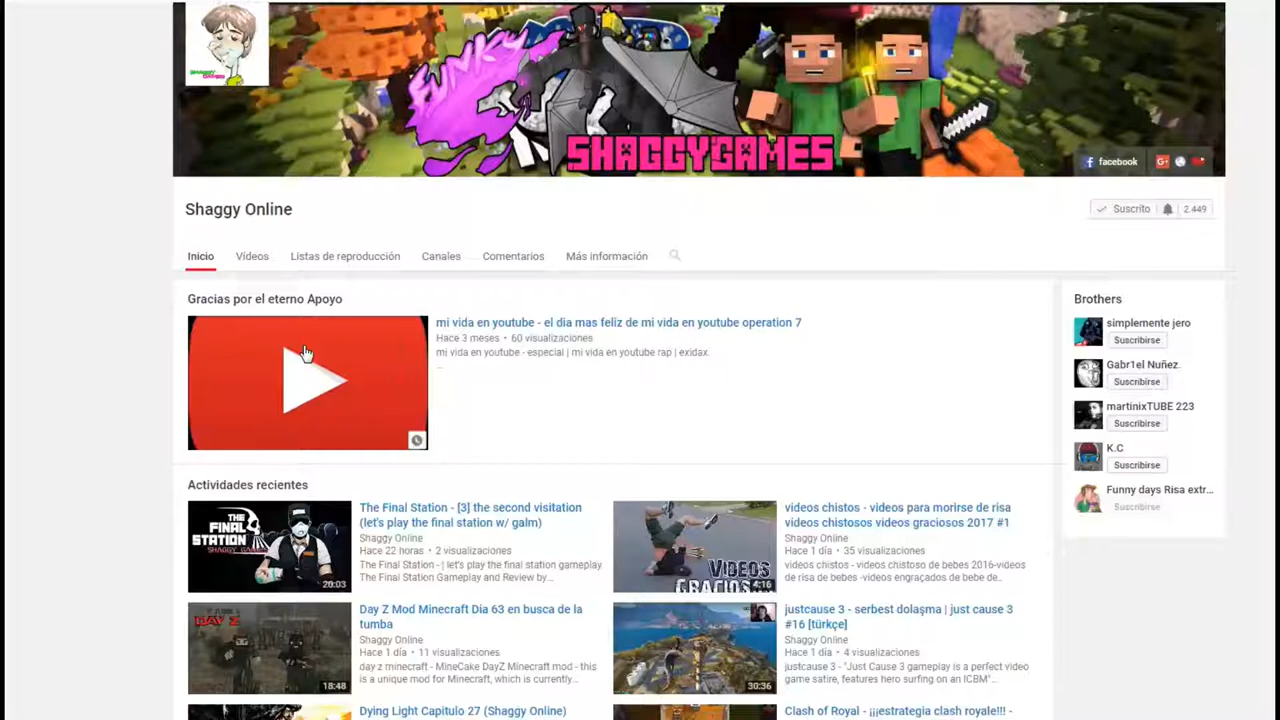 SHAGGYGAMES
facebook
Shaggy Online
Suscrito 2.449
Inicio Vídeos Listas de reproducción Canales Comentarios Más información
Gracias por el eterno Apoyo
mi vida en youtube - el dia mas feliz de mi vida en youtube operation 7
Hace 3 meses • 60 visualizaciones
mi vida en youtube - especial | mi vida en youtube rap | exidax.
...
Brothers
simplemente jero
Suscribirse
Gabr1el Nuñez.
Suscribirse
martinixTUBE 223
Suscribirse
K.C
Suscribirse
Funny days Risa extr...
Suscribirse
Actividades recientes
THE FINAL STATION
SHAGGY GAMES
20:03
The Final Station - [3] the second visitation
(let's play the final station w/ galm)
Shaggy Online
Hace 22 horas • 2 visualizaciones
The Final Station - | let's play the final station gameplay
The Final Station Gameplay and Review by...
VIDEOS
GRACIOS
4:16
videos chistos - videos para morirse de risa
videos chistosos videos graciosos 2017 #1
Shaggy Online
Hace 1 día • 35 visualizaciones
videos chistos - videos chistoso de bebes 2016-videos
de risa de bebes -videos engraçados de bebe de...
DAY Z
18:48
Day Z Mod Minecraft Dia 63 en busca de la
tumba
Shaggy Online
Hace 1 día • 11 visualizaciones
day z minecraft - MineCake DayZ Minecraft mod - this
is a unique mod for Minecraft, which is currently...
30:36
justcause 3 - serbest dolaşma | just cause 3
#16 [türkçe]
Shaggy Online
Hace 1 día • 4 visualizaciones
justcause 3 - "Just Cause 3 gameplay is a perfect video
game satire, features hero surfing on an ICBM"...
Dying Light Capitulo 27 (Shaggy Online)
Clash of Royal - ¡¡¡estrategia clash royale!!! -